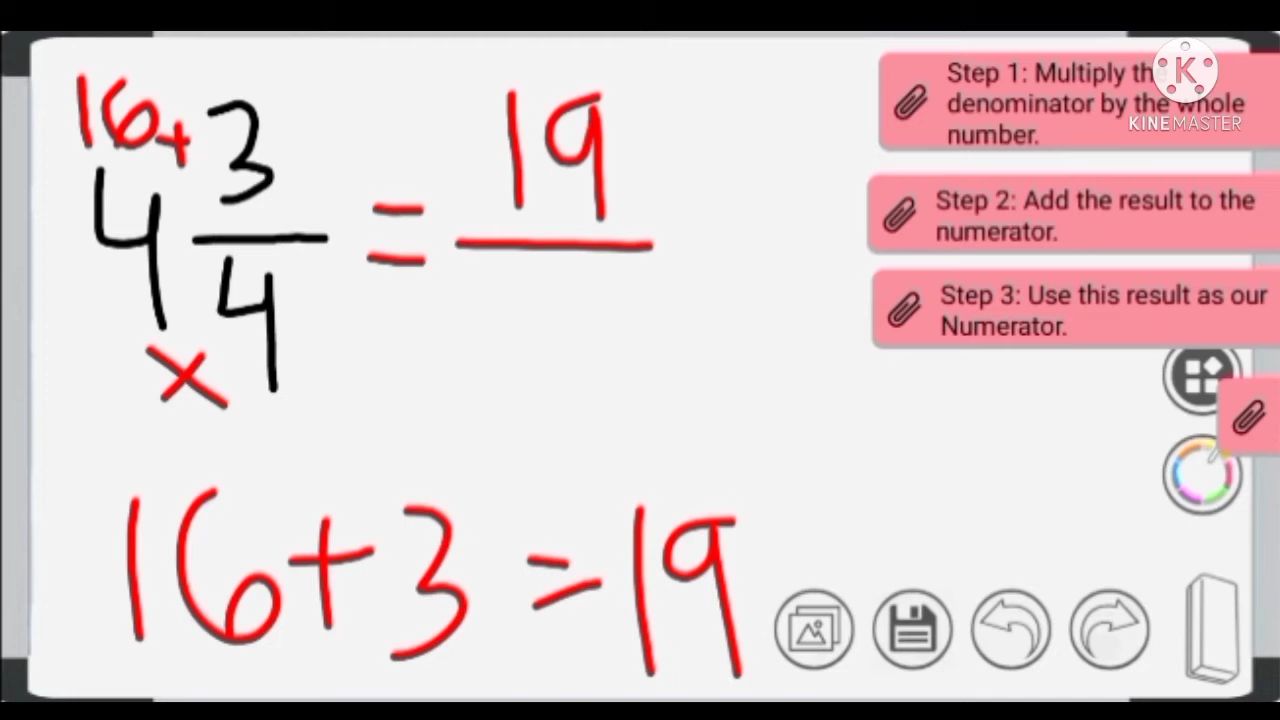 16+
4 3/4 = 19
×
16+3=19
Step 1: Multiply the
denominator by the whole
number.
Step 2: Add the result to the
numerator.
Step 3: Use this result as our
Numerator.
K
KINEMASTER